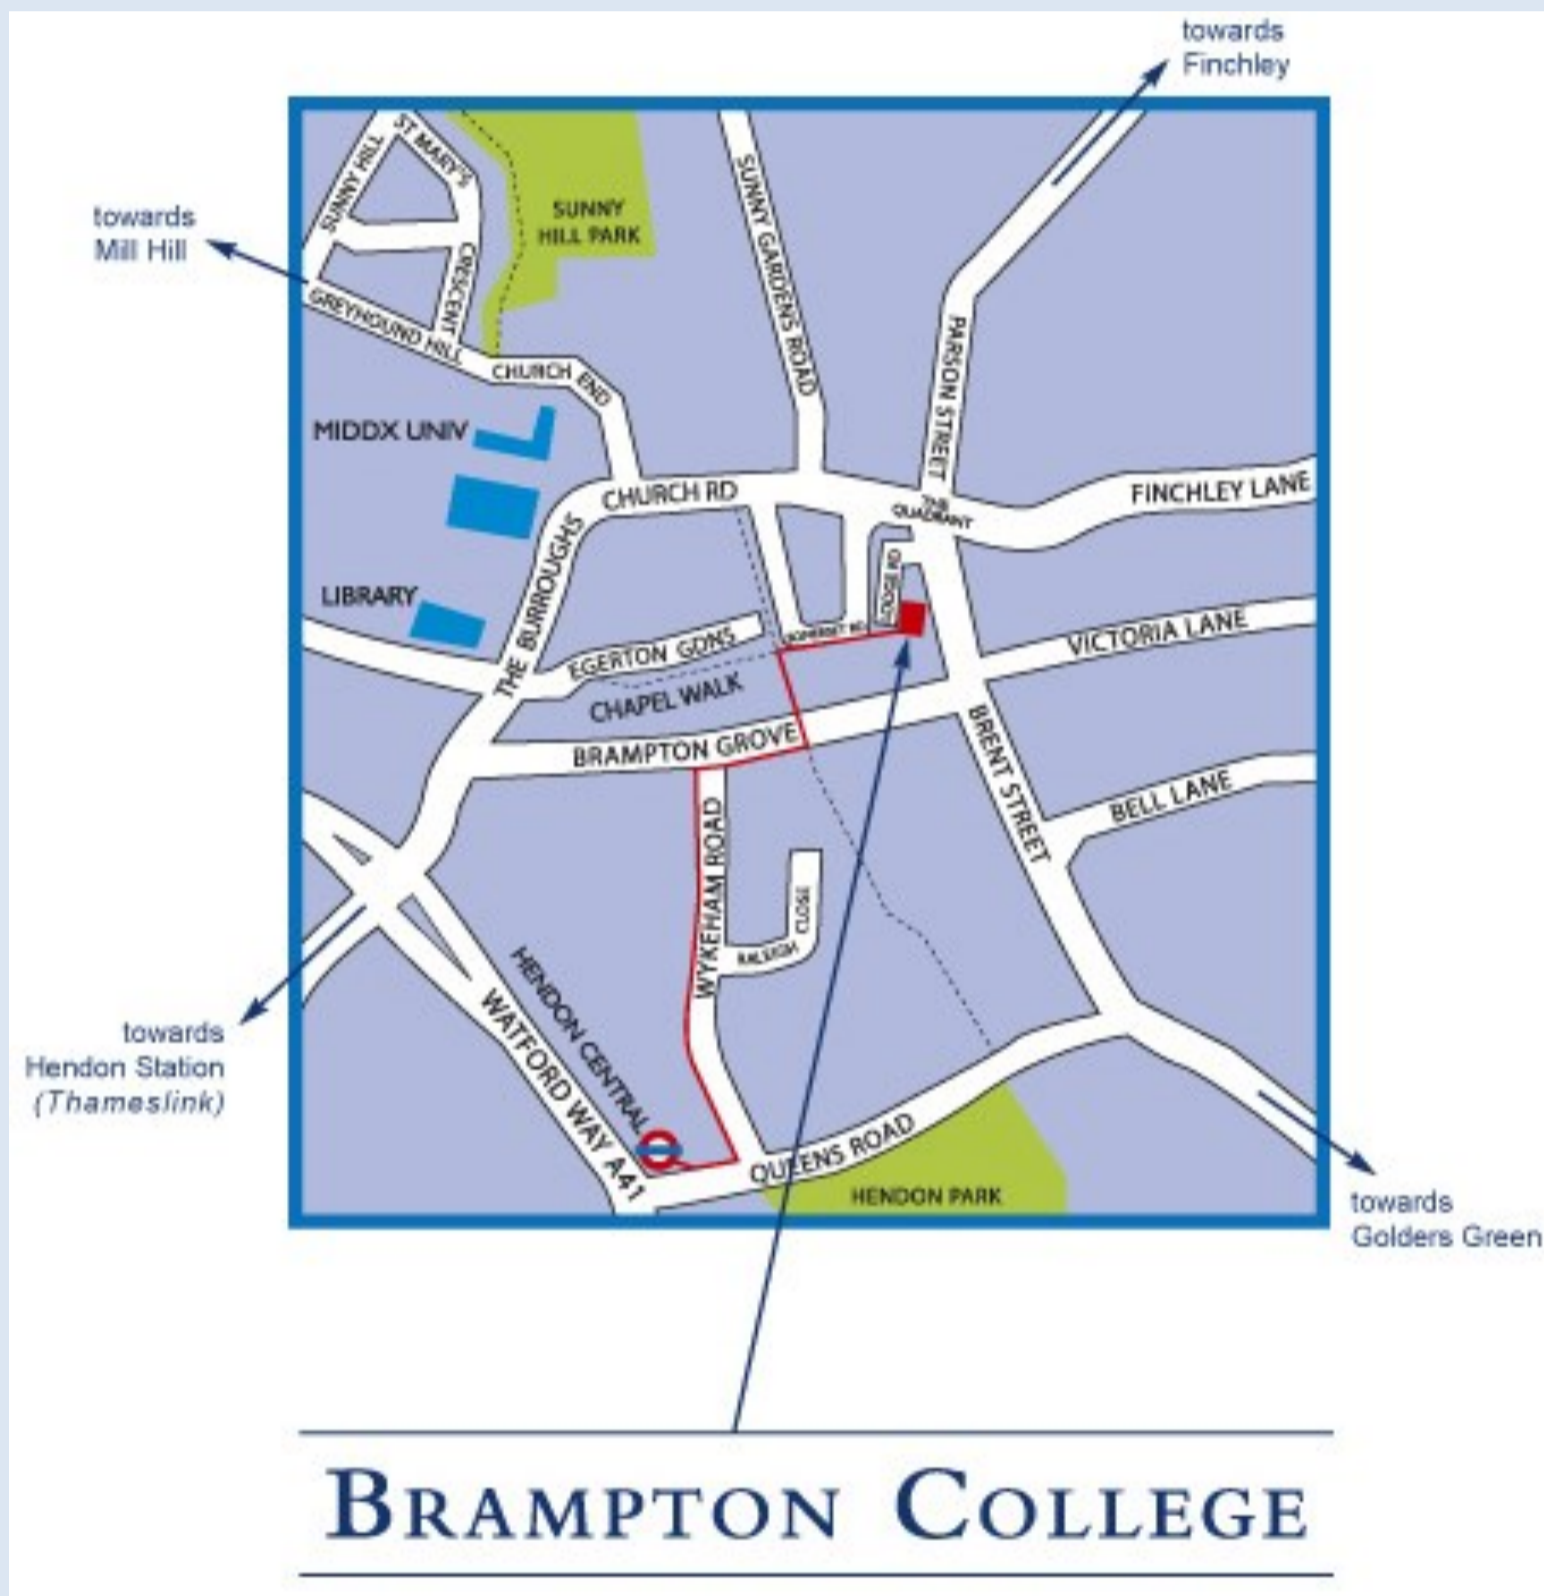 towards
Finchley
ST MARY'S
SUNNY HILL
SUNNY
HILL PARK
SUNNY GARDENS ROAD
towards
Mill Hill
CRESCENT
GREYHOUND HILL
PARSON STREET
CHURCH END
MIDDX UNIV
CHURCH RD
FINCHLEY LANE
THE
QUADRANT
THE BURROUGHS
LIBRARY
SOMERSET RD
EGERTON GDNS
VICTORIA LANE
CHAPEL WALK
BRAMPTON GROVE
BRENT STREET
BELL LANE
WYKEHAM ROAD
RALEIGH CLOSE
HENDON CENTRAL
WATFORD WAY A41
towards
Hendon Station
(Thameslink)
QUEENS ROAD
HENDON PARK
towards
Golders Green
BRAMPTON COLLEGE